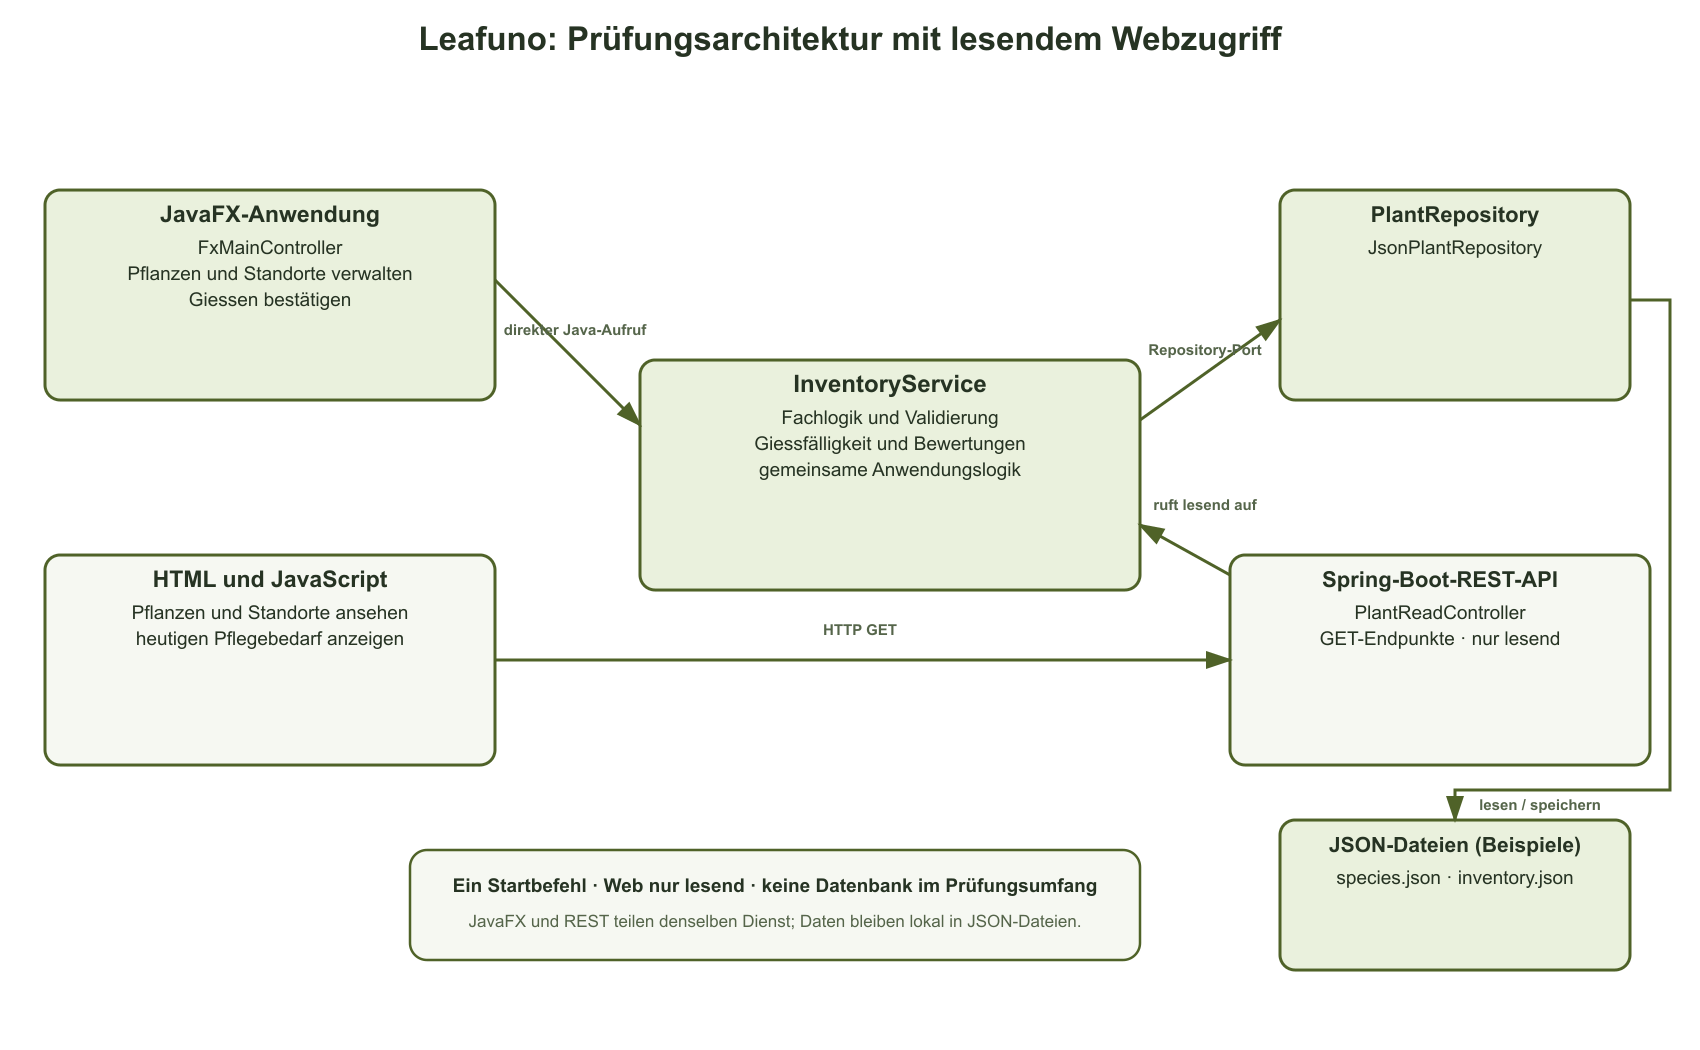 Leafuno: Prüfungsarchitektur mit lesendem Webzugriff
JavaFX-Anwendung
FxMainController
Pflanzen und Standorte verwalten
Giessen bestätigen
direkter Java-Aufruf
InventoryService
Fachlogik und Validierung
Giessfälligkeit und Bewertungen
gemeinsame Anwendungslogik
Repository-Port
PlantRepository
JsonPlantRepository
ruft lesend auf
HTML und JavaScript
Pflanzen und Standorte ansehen
heutigen Pflegebedarf anzeigen
HTTP GET
Spring-Boot-REST-API
PlantReadController
GET-Endpunkte · nur lesend
lesen / speichern
JSON-Dateien (Beispiele)
species.json · inventory.json
Ein Startbefehl · Web nur lesend · keine Datenbank im Prüfungsumfang
JavaFX und REST teilen denselben Dienst; Daten bleiben lokal in JSON-Dateien.